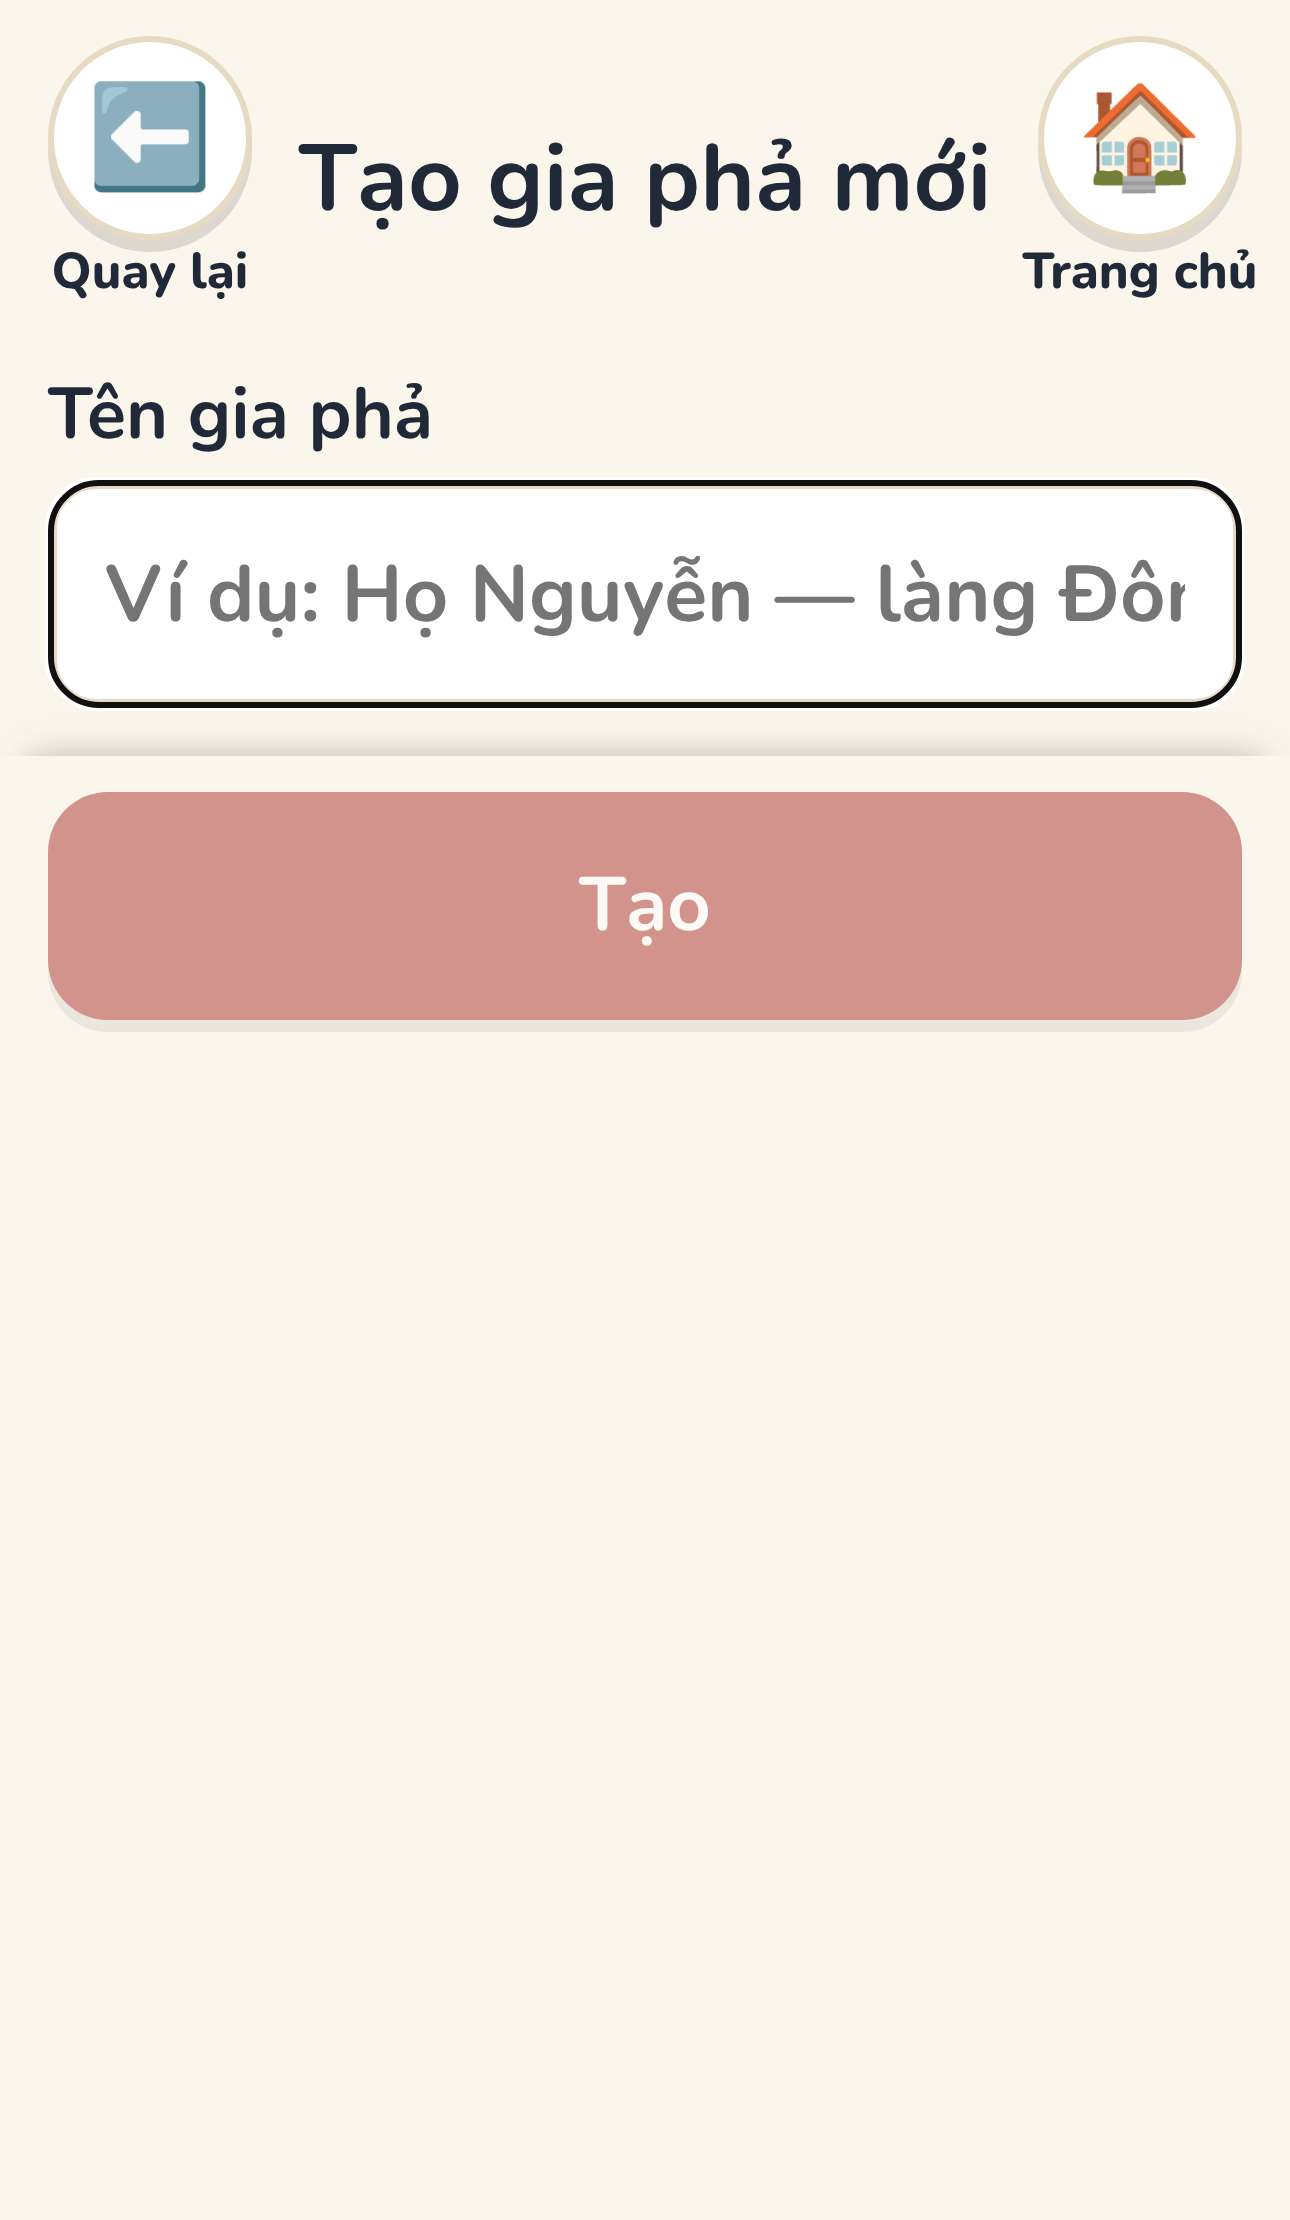 Tạo gia phả mới
Quay lại
Trang chủ
Tên gia phả
Ví dụ: Họ Nguyễn — làng
Tạo